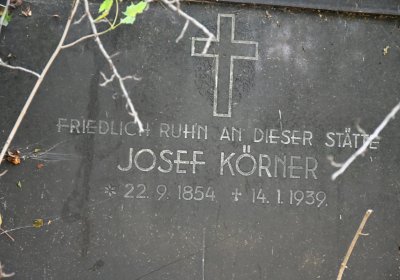 FRIEDLICH RUHN AN DIESER STÄTTE
JOSEF KÖRNER
* 22. 9. 1854 + 14. 1. 1939.